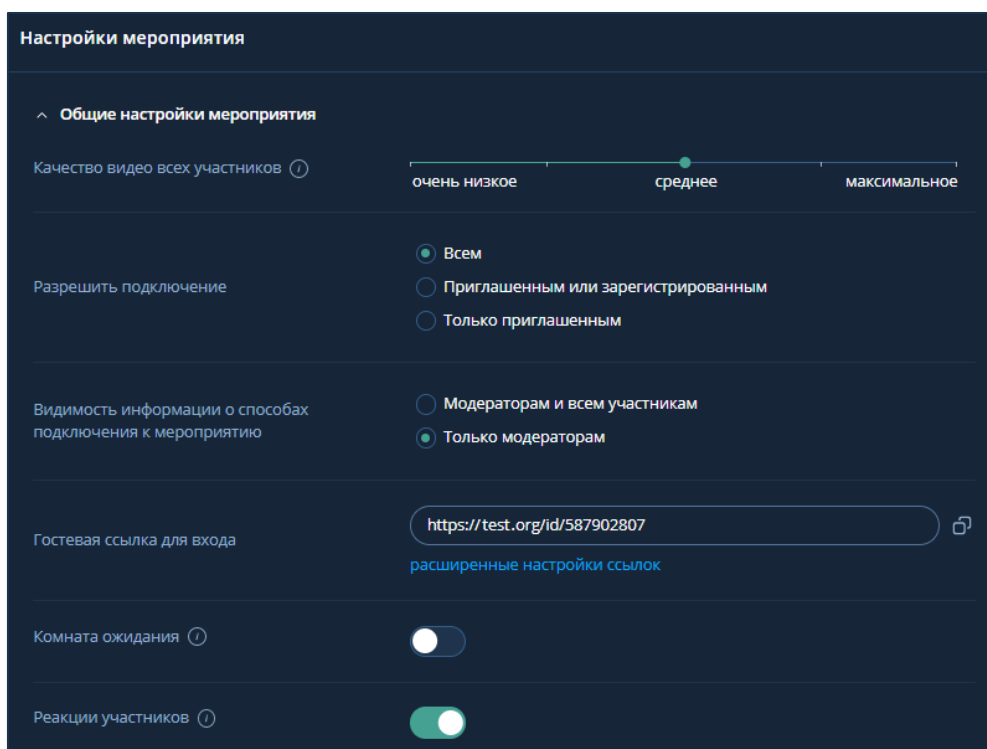 Настройки мероприятия
Общие настройки мероприятия
Качество видео всех участников
очень низкое среднее максимальное
Разрешить подключение
Всем
Приглашенным или зарегистрированным
Только приглашенным
Видимость информации о способах
подключения к мероприятию
Модераторам и всем участникам
Только модераторам
Гостевая ссылка для входа
https://test.org/id/587902807
расширенные настройки ссылок
Комната ожидания
Реакции участников